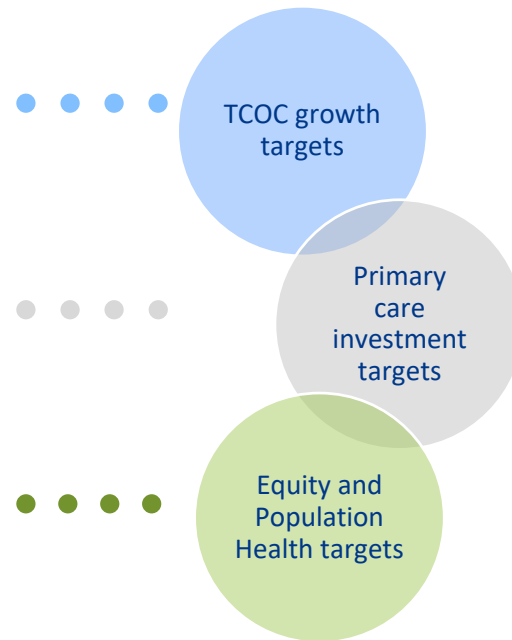 TCOC growth
targets
Primary
care
investment
targets
Equity and
Population
Health targets